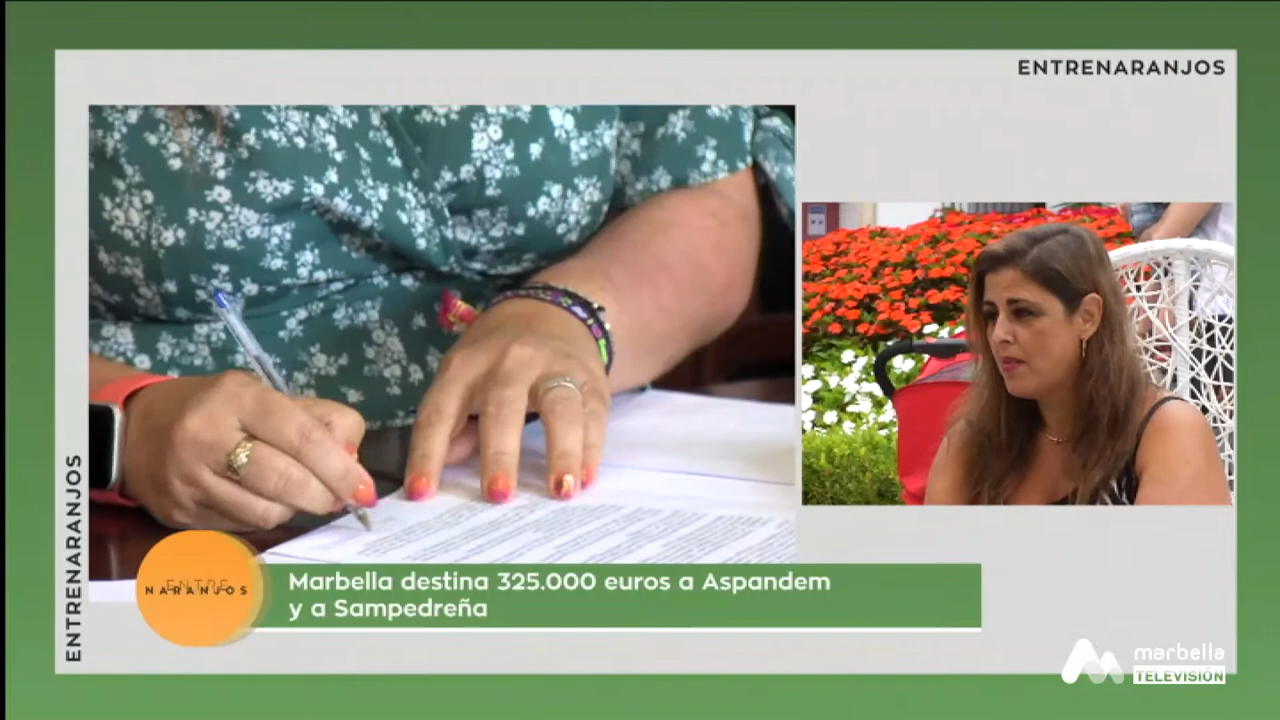 ENTRENARANJOS
ENTRENARANJOS
ENTRE
NARANJOS
Marbella destina 325.000 euros a Aspandem
y a Sampedreña
marbella
TELEVISIÓN